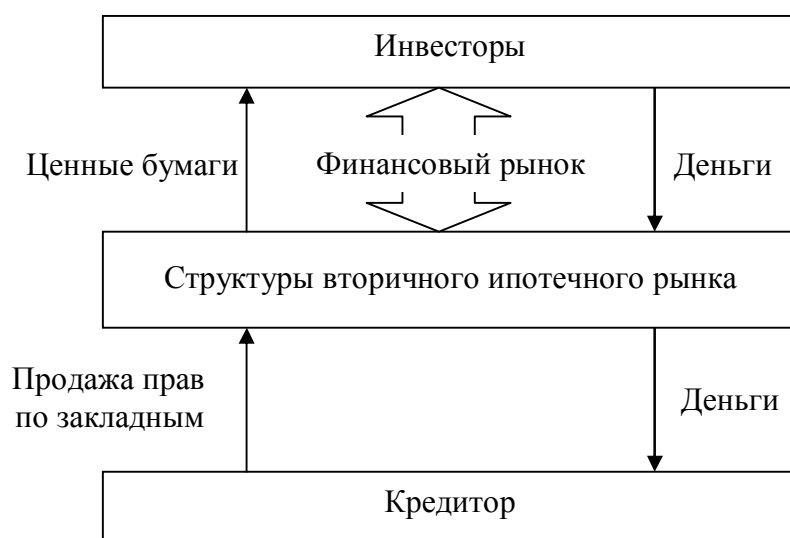 Инвесторы
Ценные бумаги
Финансовый рынок
Деньги
Структуры вторичного ипотечного рынка
Продажа прав
по закладным
Деньги
Кредитор